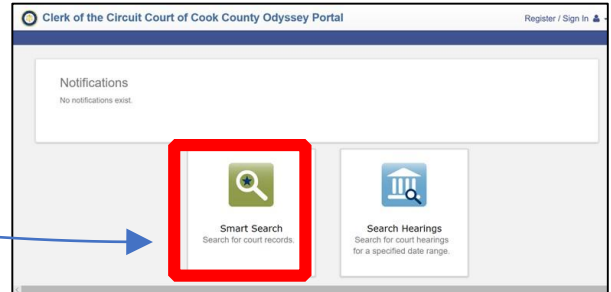 Clerk of the Circuit Court of Cook County Odyssey Portal
Register / Sign In
Notifications
No notifications exist.
Smart Search
Search for court records.
Search Hearings
Search for court hearings
for a specified date range.